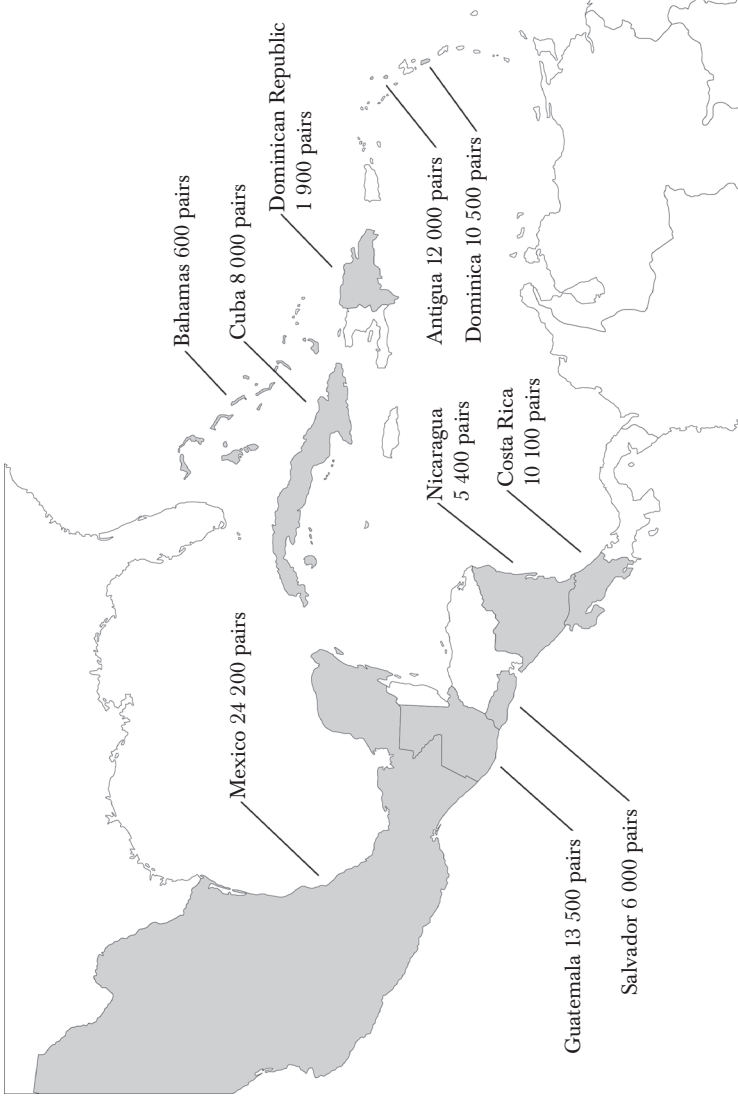 Bahamas 600 pairs
Cuba 8 000 pairs
Dominican Republic
1 900 pairs
Mexico 24 200 pairs
Antigua 12 000 pairs
Dominica 10 500 pairs
Nicaragua
5 400 pairs
Costa Rica
10 100 pairs
Guatemala 13 500 pairs
Salvador 6 000 pairs